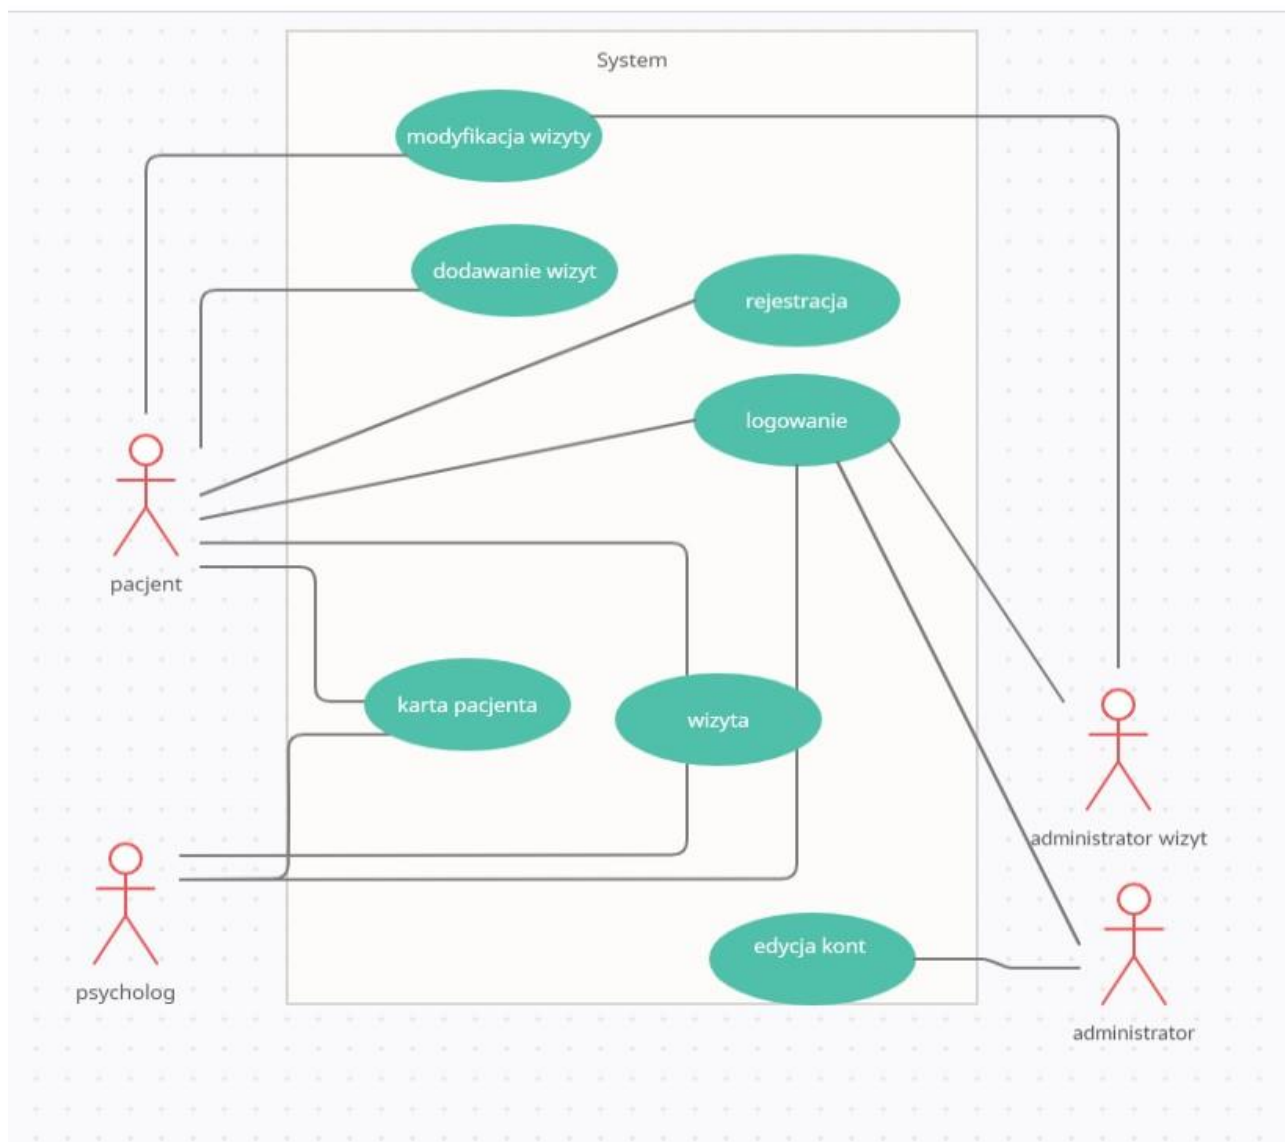 System
modyfikacja wizyty
dodawanie wizyt
rejestracja
logowanie
pacjent
karta pacjenta
wizyta
administrator wizyt
edycja kont
psycholog
administrator